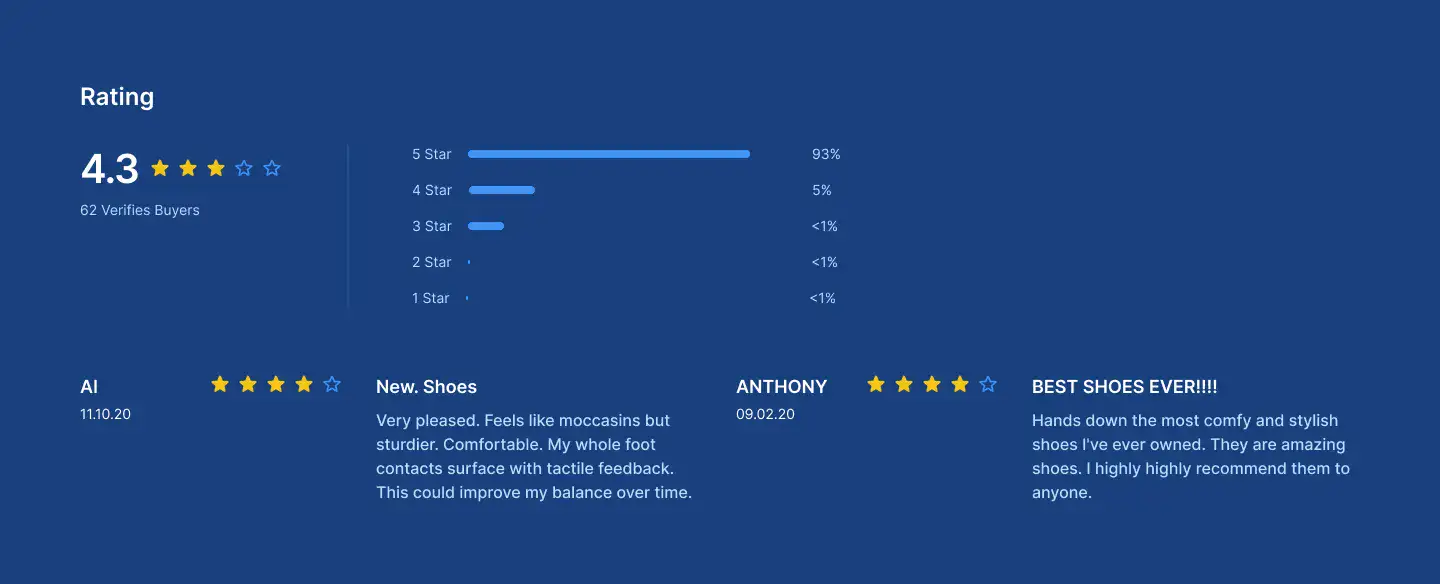 Rating
4.3
62 Verifies Buyers
5 Star 93%
4 Star 5%
3 Star <1%
2 Star <1%
1 Star <1%
Al
11.10.20
New. Shoes
Very pleased. Feels like moccasins but
sturdier. Comfortable. My whole foot
contacts surface with tactile feedback.
This could improve my balance over time.
ANTHONY
09.02.20
BEST SHOES EVER!!!!
Hands down the most comfy and stylish
shoes I've ever owned. They are amazing
shoes. I highly highly recommend them to
anyone.